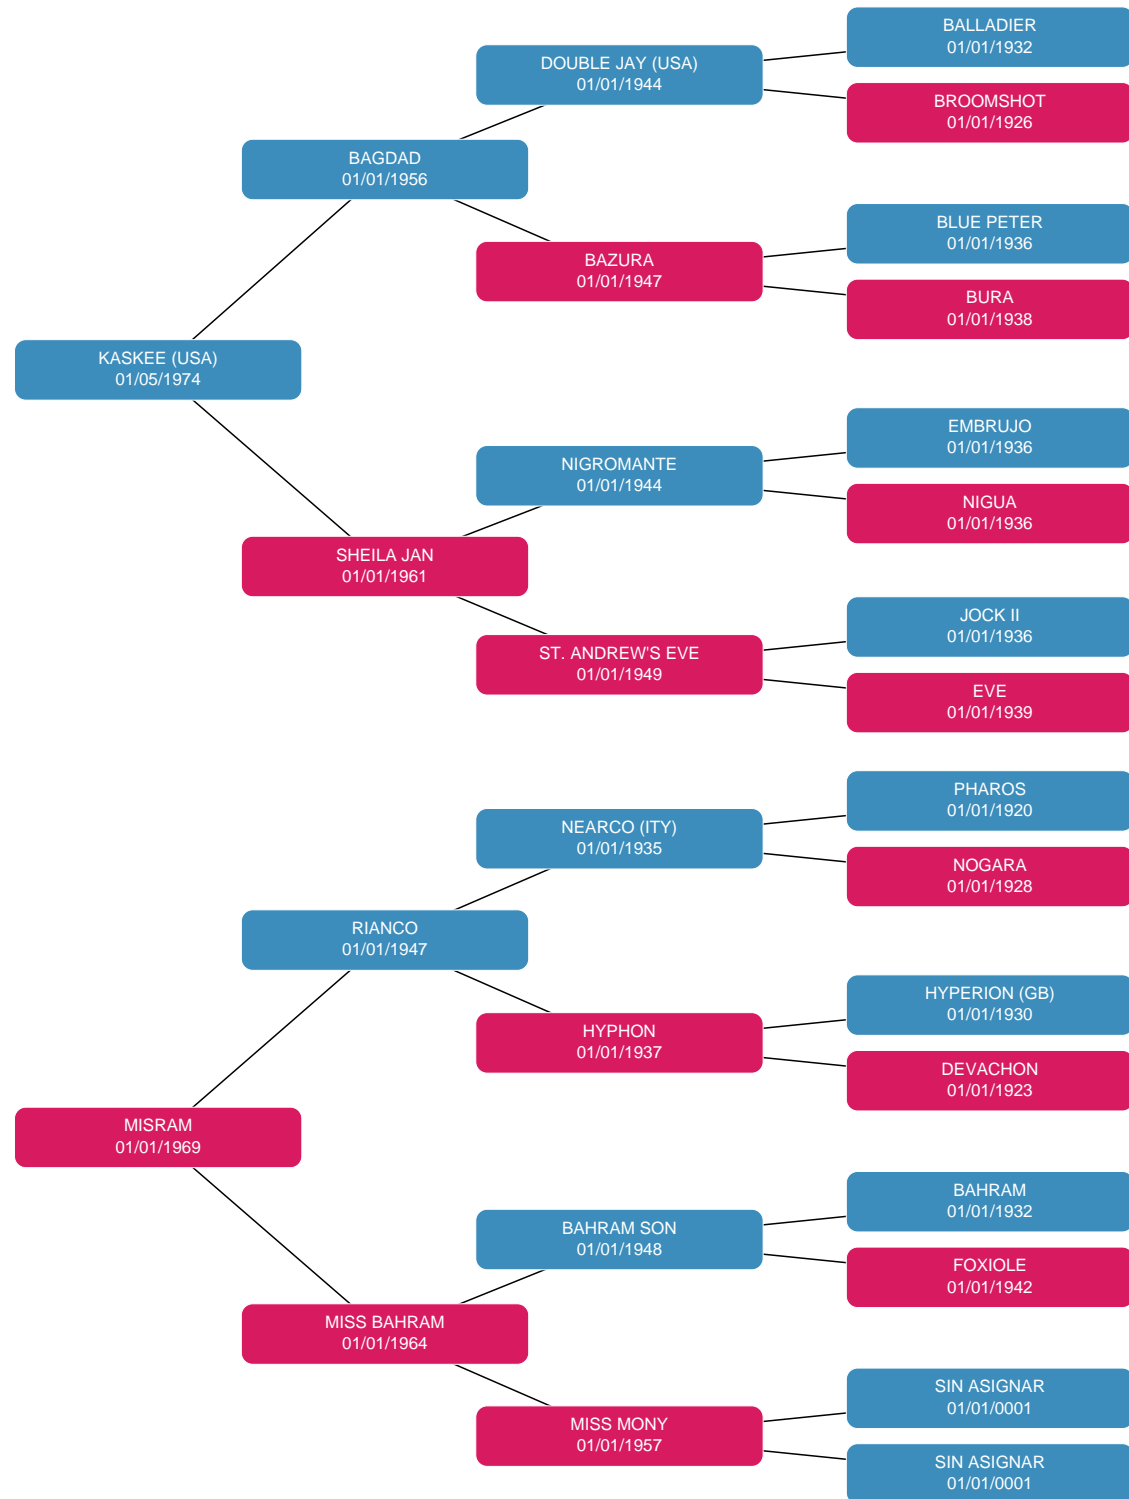 BALLADIER
01/01/1932
DOUBLE JAY (USA)
01/01/1944
BROOMSHOT
01/01/1926
BAGDAD
01/01/1956
BLUE PETER
01/01/1936
BAZURA
01/01/1947
BURA
01/01/1938
KASKEE (USA)
01/05/1974
EMBRUJO
01/01/1936
NIGROMANTE
01/01/1944
NIGUA
01/01/1936
SHEILA JAN
01/01/1961
JOCK II
01/01/1936
ST. ANDREW'S EVE
01/01/1949
EVE
01/01/1939
PHAROS
01/01/1920
NEARCO (ITY)
01/01/1935
NOGARA
01/01/1928
RIANCO
01/01/1947
HYPERION (GB)
01/01/1930
HYPHON
01/01/1937
DEVACHON
01/01/1923
MISRAM
01/01/1969
BAHRAM
01/01/1932
BAHRAM SON
01/01/1948
FOXIOLE
01/01/1942
MISS BAHRAM
01/01/1964
SIN ASIGNAR
01/01/0001
MISS MONY
01/01/1957
SIN ASIGNAR
01/01/0001